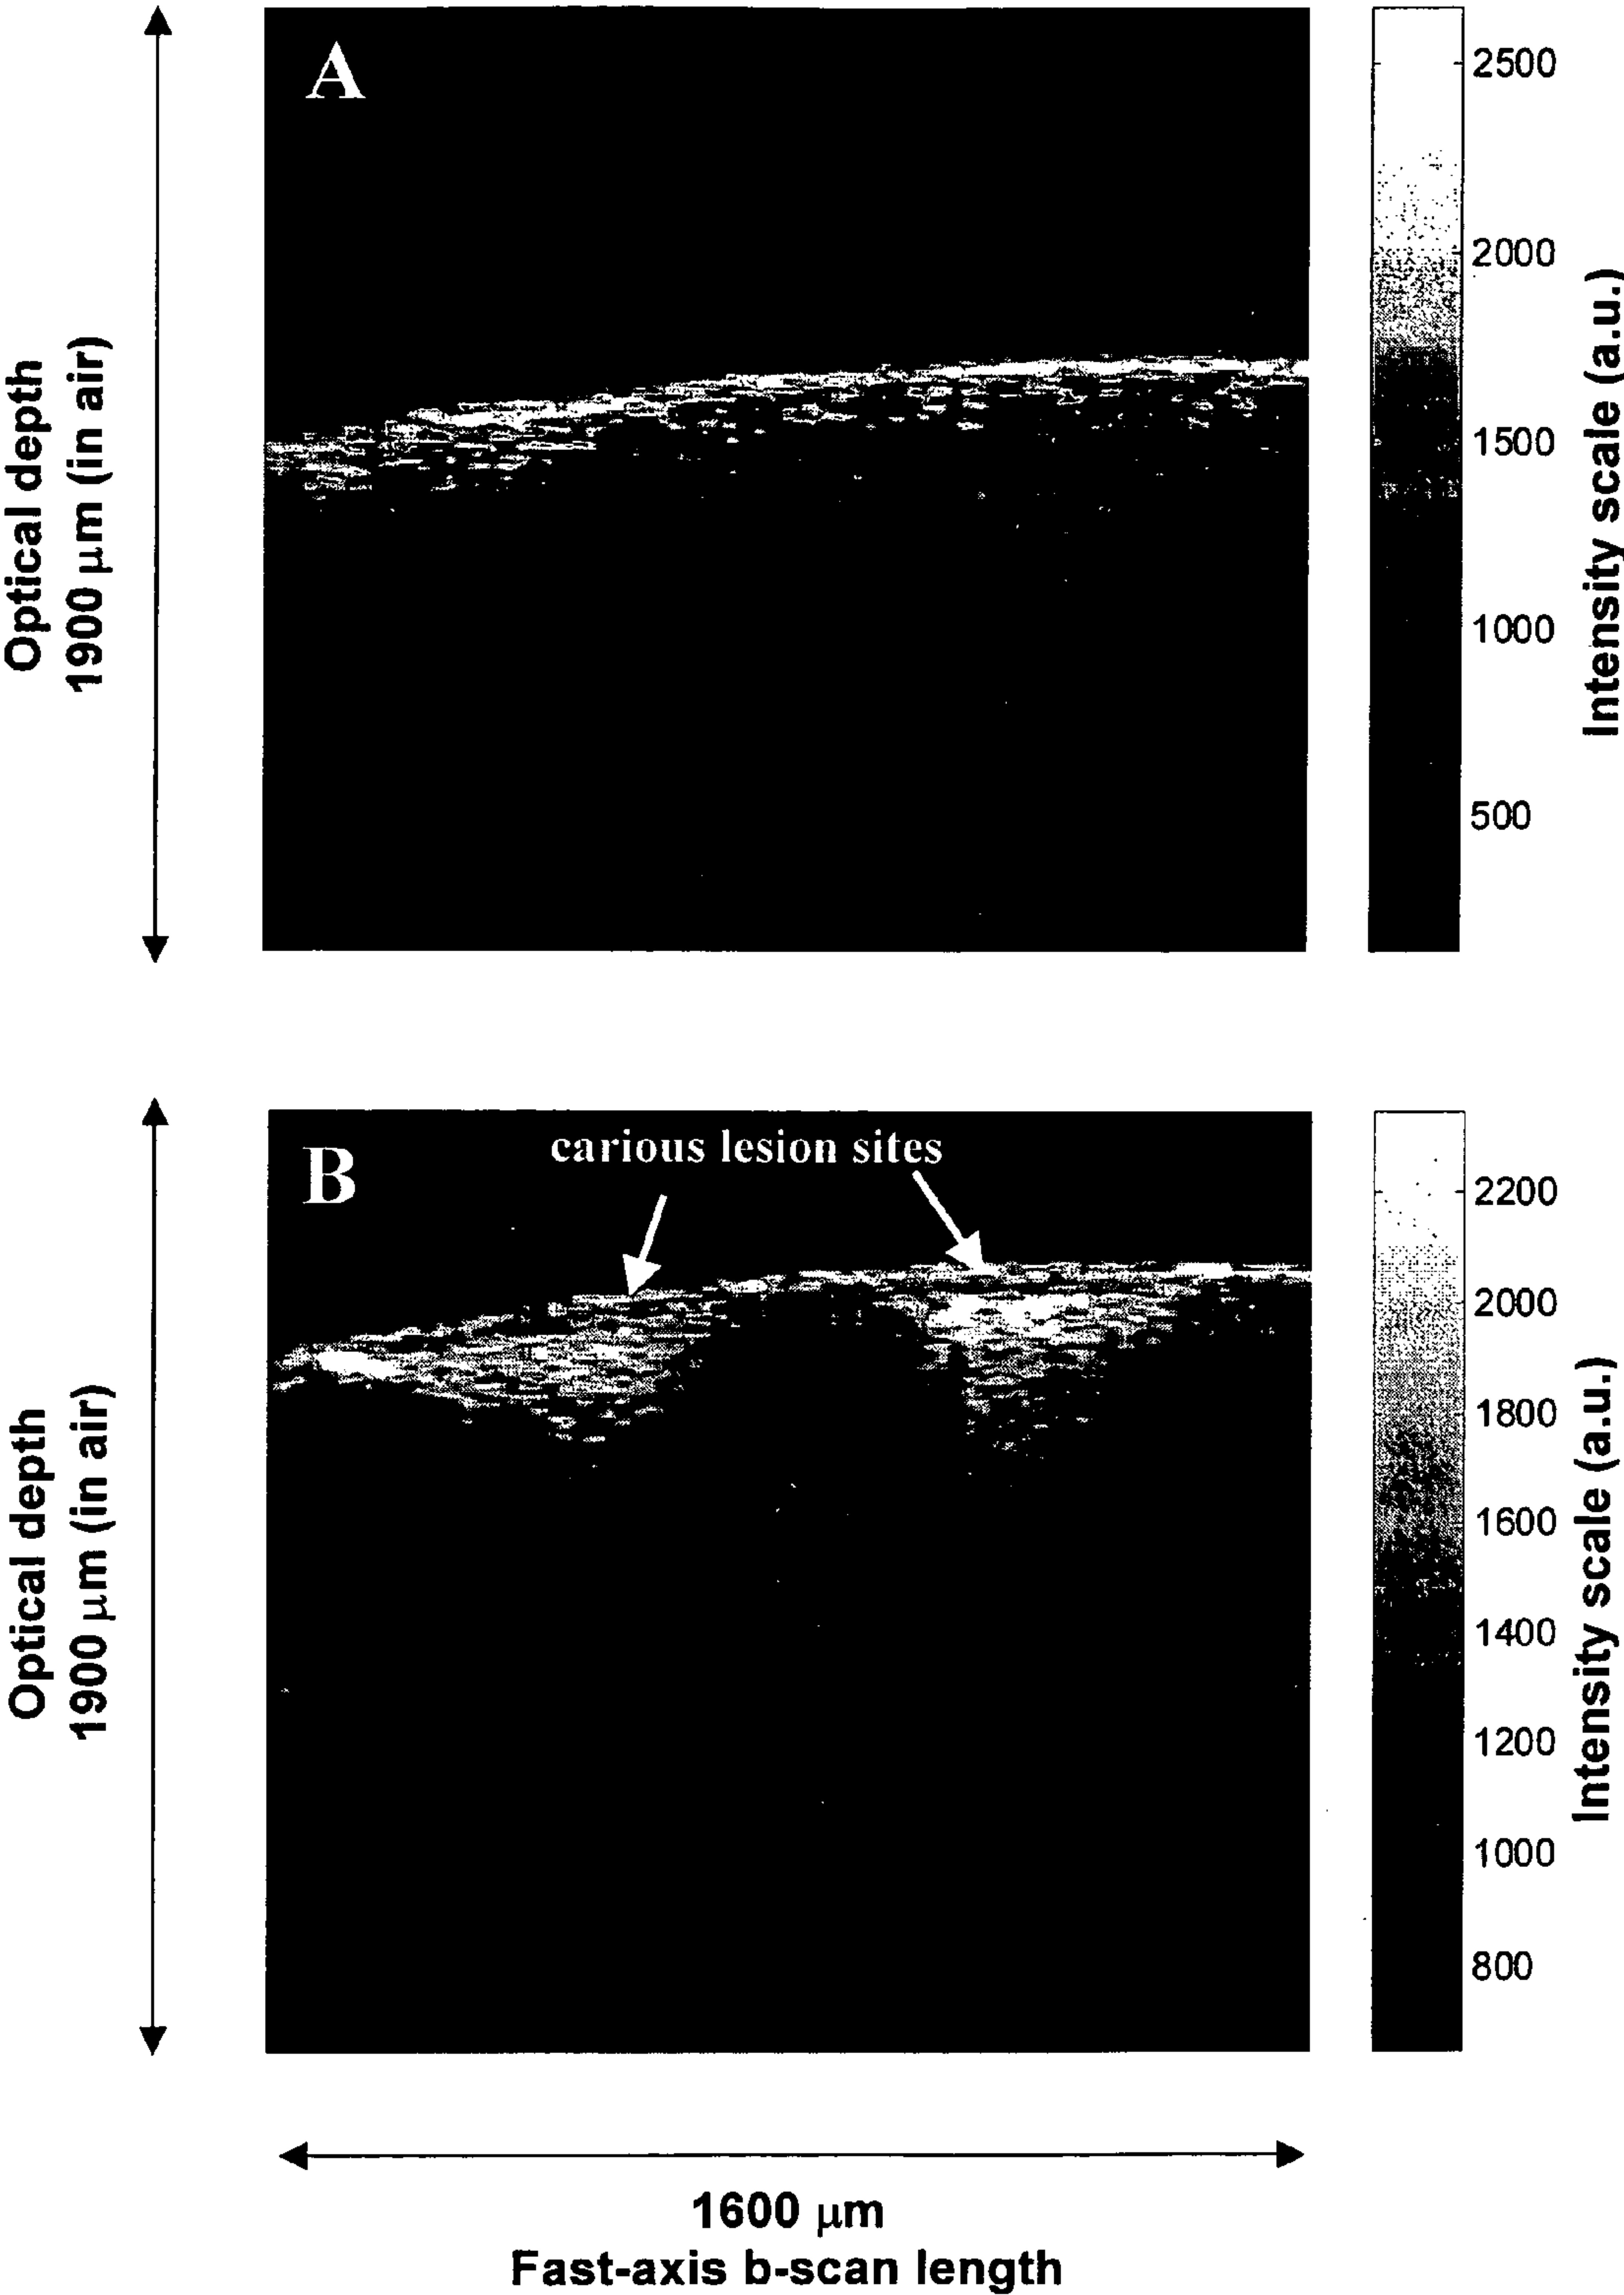 A
Optical depth
1900 μm (in air)
2500
2000
1500
1000
500
Intensity scale (a.u.)
B
carious lesion sites
Optical depth
1900 μm (in air)
2200
2000
1800
1600
1400
1200
1000
800
Intensity scale (a.u.)
1600 μm
Fast-axis b-scan length